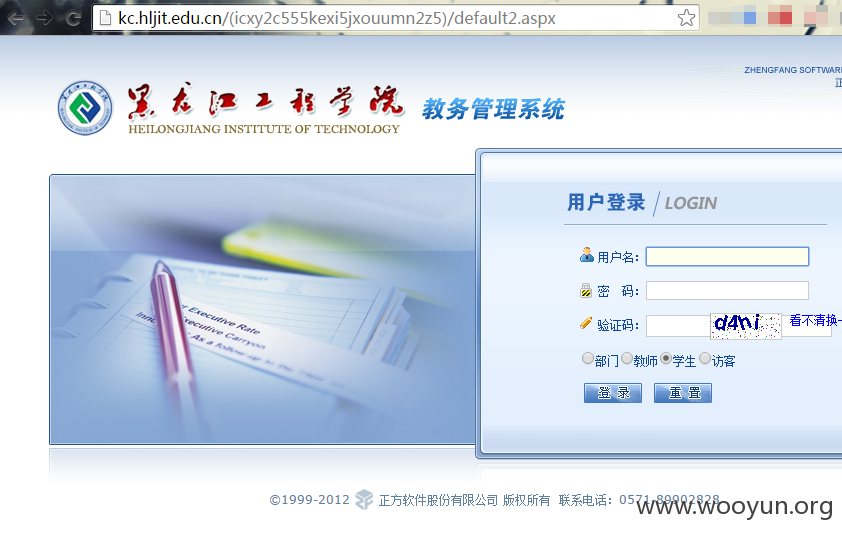 kc.hljit.edu.cn/(icxy2c555kexi5jxouumn2z5)/default2.aspx
ZHENGFANG SOFTWAR
正
黑龙江工程学院 教务管理系统
HEILONGJIANG INSTITUTE OF TECHNOLOGY
用户登录 / LOGIN
用户名:
密 码:
验证码: d4hi 看不清换一
部门 教师 学生 访客
登 录 重 置
Executive Rate
Executive Carryon
As a follow-up to the
©1999-2012 正方软件股份有限公司 版权所有 联系电话: 0571-89902828
www.wooyun.org